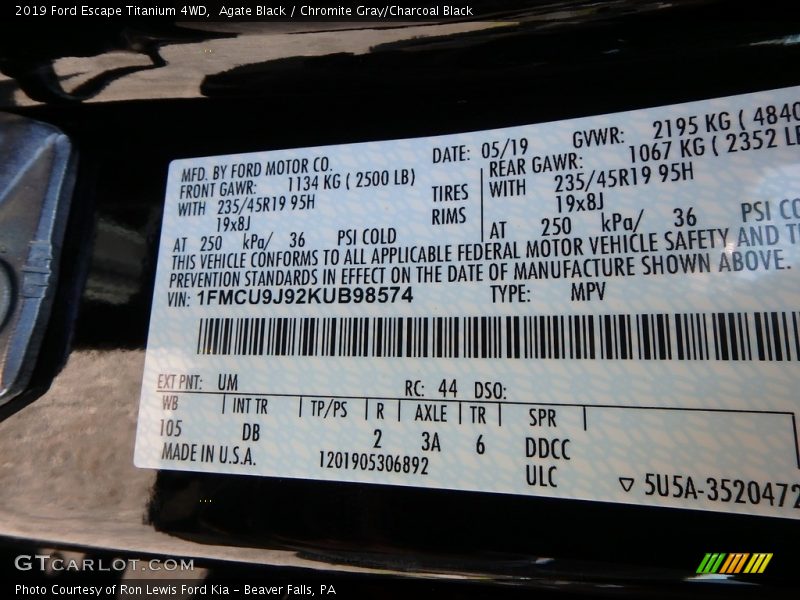 2019 Ford Escape Titanium 4WD, Agate Black / Chromite Gray/Charcoal Black
MFD. BY FORD MOTOR CO.
DATE: 05/19
GVWR: 2195 KG ( 4840
FRONT GAWR: 1134 KG ( 2500 LB)
REAR GAWR: 1067 KG ( 2352 LB
WITH 235/45R19 95H
TIRES
WITH 235/45R19 95H
19x8J
RIMS
19x8J
AT 250 kPa/ 36 PSI COLD
AT 250 kPa/ 36 PSI CO
THIS VEHICLE CONFORMS TO ALL APPLICABLE FEDERAL MOTOR VEHICLE SAFETY AND T
PREVENTION STANDARDS IN EFFECT ON THE DATE OF MANUFACTURE SHOWN ABOVE.
VIN: 1FMCU9J92KUB98574
TYPE: MPV
EXT PNT: UM
RC: 44 DSO:
WB INT TR TP/PS R AXLE TR SPR
105 DB 2 3A 6 DDCC
MADE IN U.S.A.
1201905306892
ULC
▽ 5U5A-3520472
GTCARLOT.COM
Photo Courtesy of Ron Lewis Ford Kia - Beaver Falls, PA